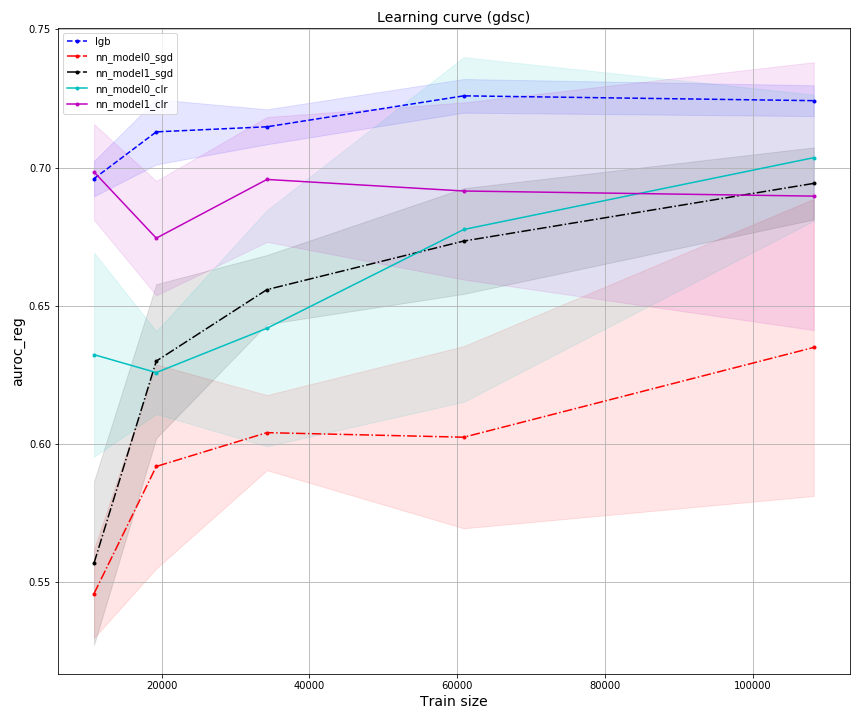 Learning curve (gdsc)
lgb
nn_model0_sgd
nn_model1_sgd
nn_model0_clr
nn_model1_clr
auroc_reg
0.75
0.70
0.65
0.60
0.55
20000 40000 60000 80000 100000
Train size